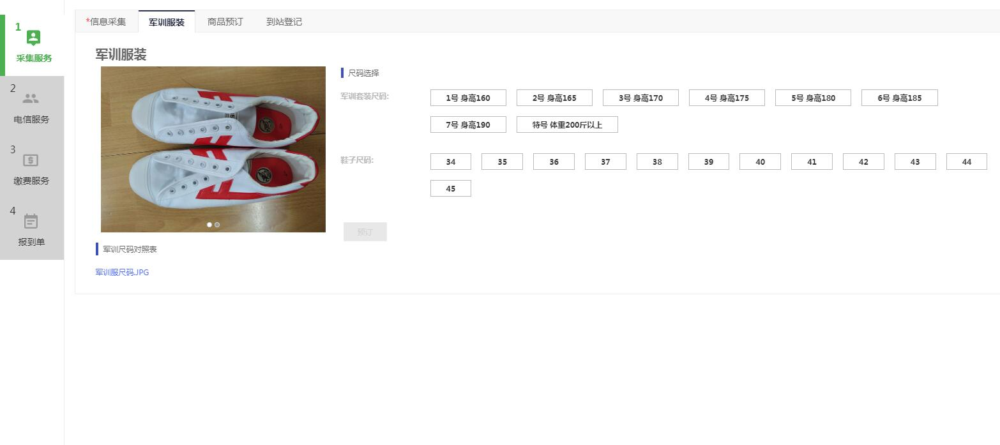 1
采集服务
2
电信服务
3
缴费服务
4
报到单
*信息采集
军训服装
商品预订
到站登记
军训服装
尺码选择
军训套装尺码:
1号 身高160
2号 身高165
3号 身高170
4号 身高175
5号 身高180
6号 身高185
7号 身高190
特号 体重200斤以上
鞋子尺码:
34
35
36
37
38
39
40
41
42
43
44
45
预订
军训尺码对照表
军训服尺码.JPG